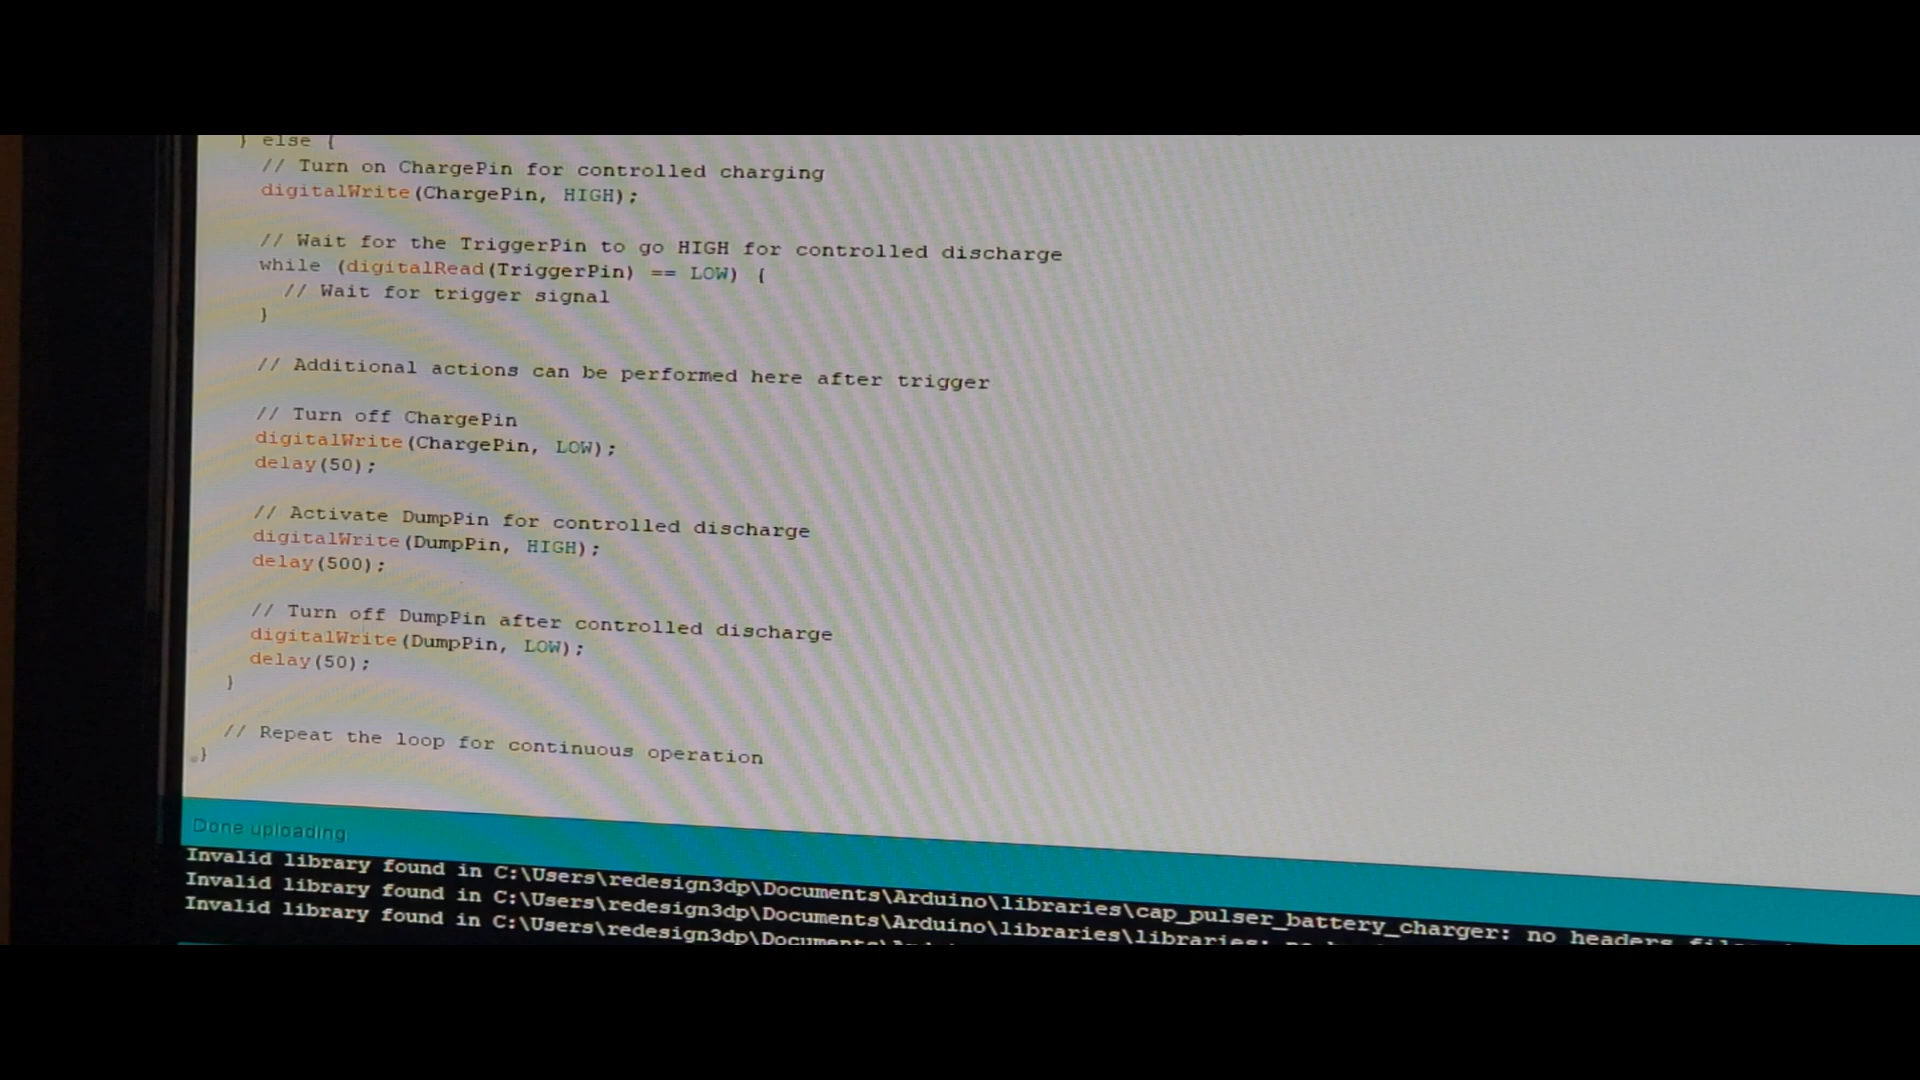 } else {
// Turn on ChargePin for controlled charging
digitalWrite(ChargePin, HIGH);
// Wait for the TriggerPin to go HIGH for controlled discharge
while (digitalRead(TriggerPin) == LOW) {
// Wait for trigger signal
}
// Additional actions can be performed here after trigger
// Turn off ChargePin
digitalWrite(ChargePin, LOW);
delay(50);
// Activate DumpPin for controlled discharge
digitalWrite(DumpPin, HIGH);
delay(500);
// Turn off DumpPin after controlled discharge
digitalWrite(DumpPin, LOW);
delay(50);
}
// Repeat the loop for continuous operation
}
Done uploading
Invalid library found in C:\Users\redesign3dp\Documents\Arduino\libraries\cap_pulser_battery_charger: no headers
Invalid library found in C:\Users\redesign3dp\Documents\Arduino\libraries\libraries:
Invalid library found in C:\Users\redesign3dp\Documents